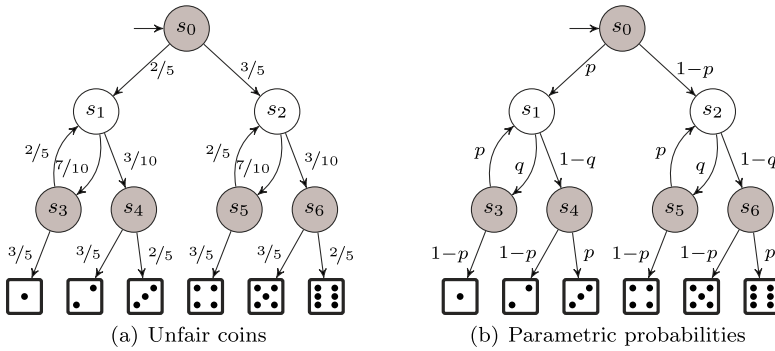 s0 s0
2/5 3/5 p 1−p
s1 s2 s1 s2
2/5 7/10 3/10 2/5 7/10 3/10 p q 1−q p q 1−q
s3 s4 s5 s6 s3 s4 s5 s6
3/5 3/5 2/5 3/5 3/5 2/5 1−p 1−p p 1−p 1−p p
(a) Unfair coins (b) Parametric probabilities